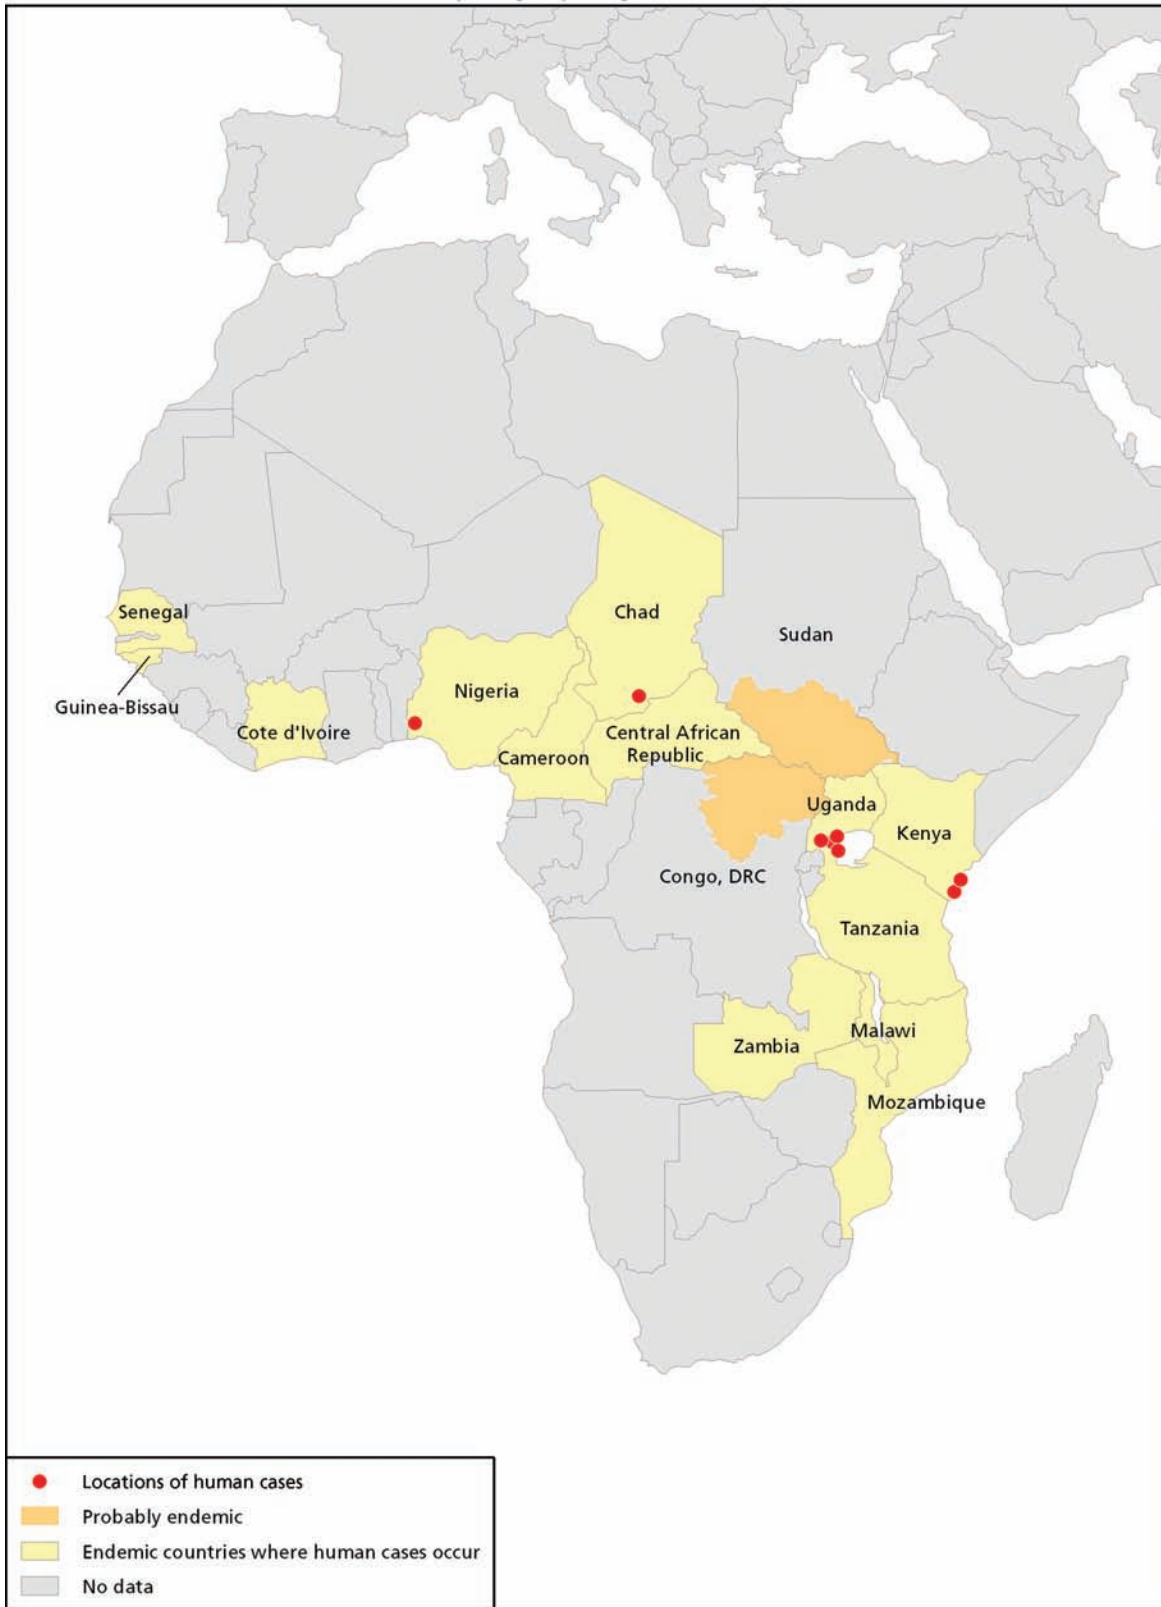 Senegal
Guinea-Bissau
Cote d'Ivoire
Nigeria
Chad
Sudan
Cameroon
Central African
Republic
Uganda
Kenya
Congo, DRC
Tanzania
Zambia
Malawi
Mozambique
Locations of human cases
Probably endemic
Endemic countries where human cases occur
No data